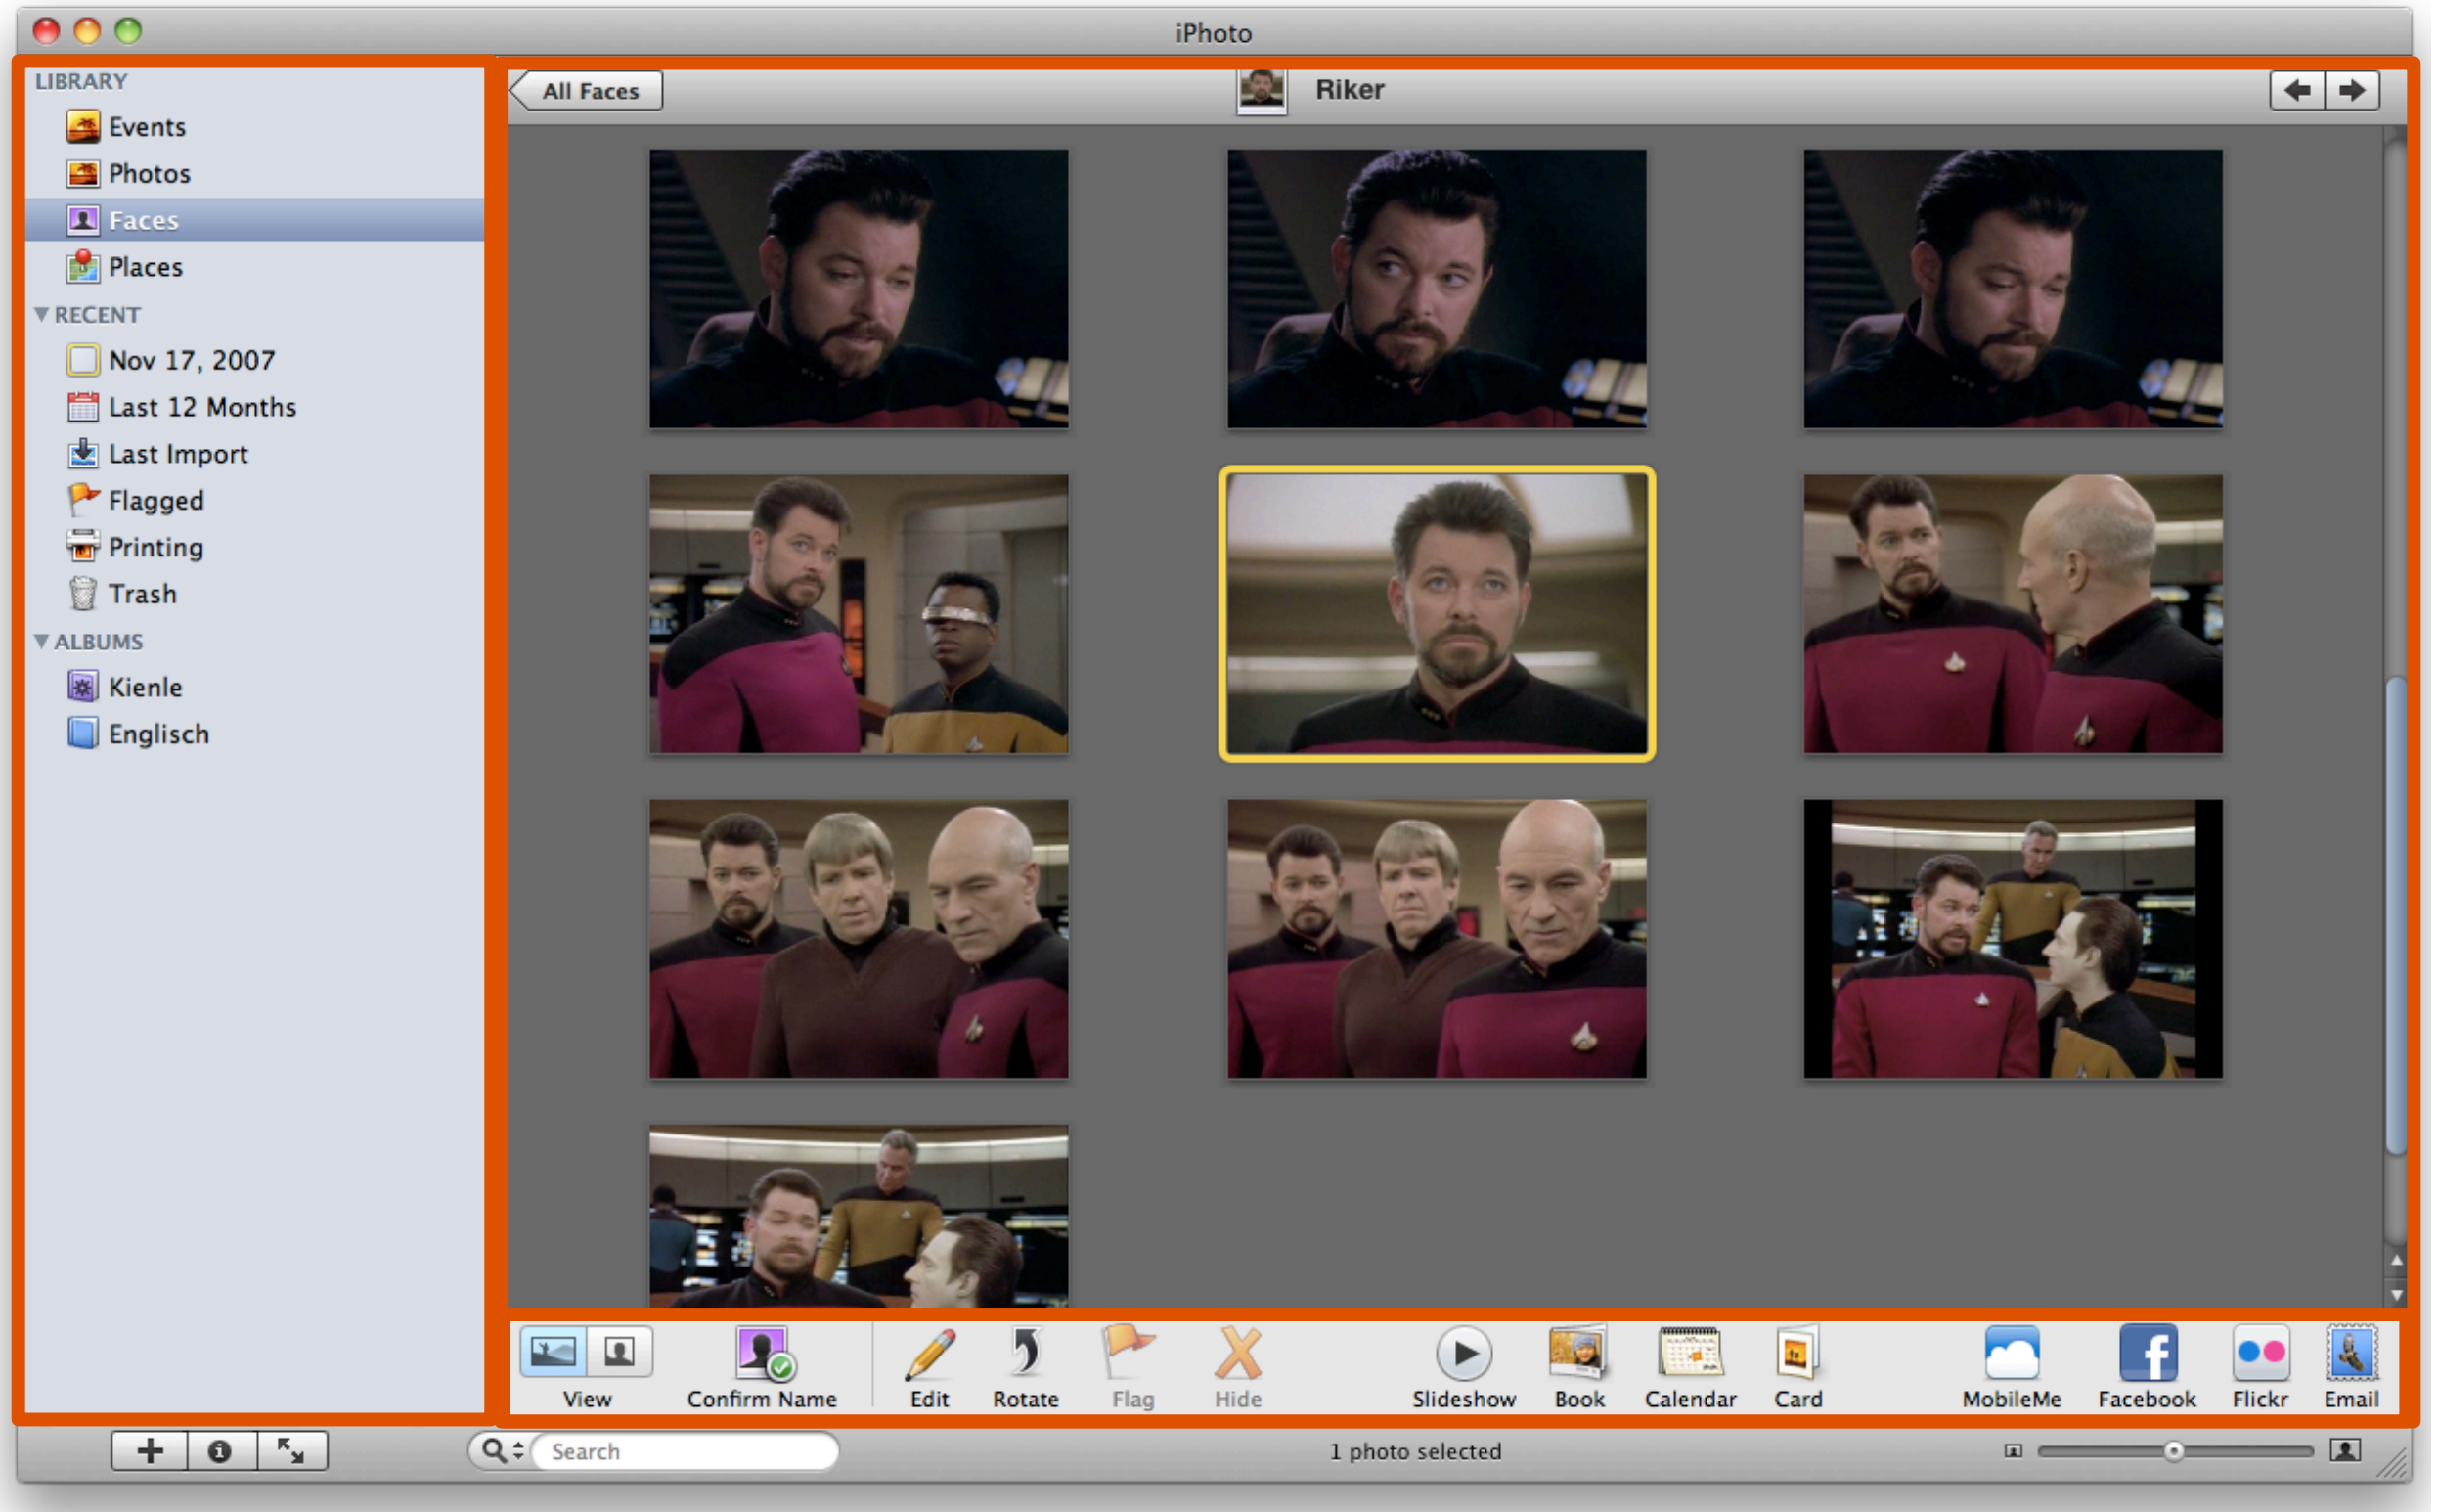 iPhoto
LIBRARY
Events
Photos
Faces
Places
RECENT
Nov 17, 2007
Last 12 Months
Last Import
Flagged
Printing
Trash
ALBUMS
Kienle
Englisch
All Faces
Riker
View
Confirm Name
Edit
Rotate
Flag
Hide
Slideshow
Book
Calendar
Card
MobileMe
Facebook
Flickr
Email
Search
1 photo selected